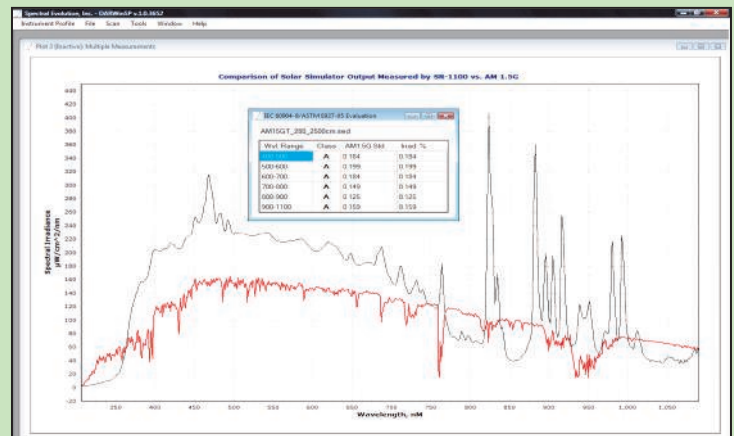 Spectral Evolution, Inc. - DARWinSP v.1.0.3652
Instrument Profile File Scan Tools Window Help
Plot 2 (Inactive): Multiple Measurements
Comparison of Solar Simulator Output Measured by SR-1100 vs. AM 1.5G
IEC 60904-9/ASTM E927-05 Evaluation
AM15GT_280_2500cm.sed
Wvl. Range Class AM1.5G Std Irrad. %
400-500 A 0.184 0.184
500-600 A 0.199 0.199
600-700 A 0.184 0.184
700-800 A 0.149 0.149
800-900 A 0.125 0.125
900-1100 A 0.159 0.159
Spectral Irradiance
µW/cm^2/nm
440
420
400
380
360
340
320
300
280
260
240
220
200
180
160
140
120
100
80
60
40
20
0
-20
350 400 450 500 550 600 650 700 750 800 850 900 950 1,000 1,050
Wavelength, nM